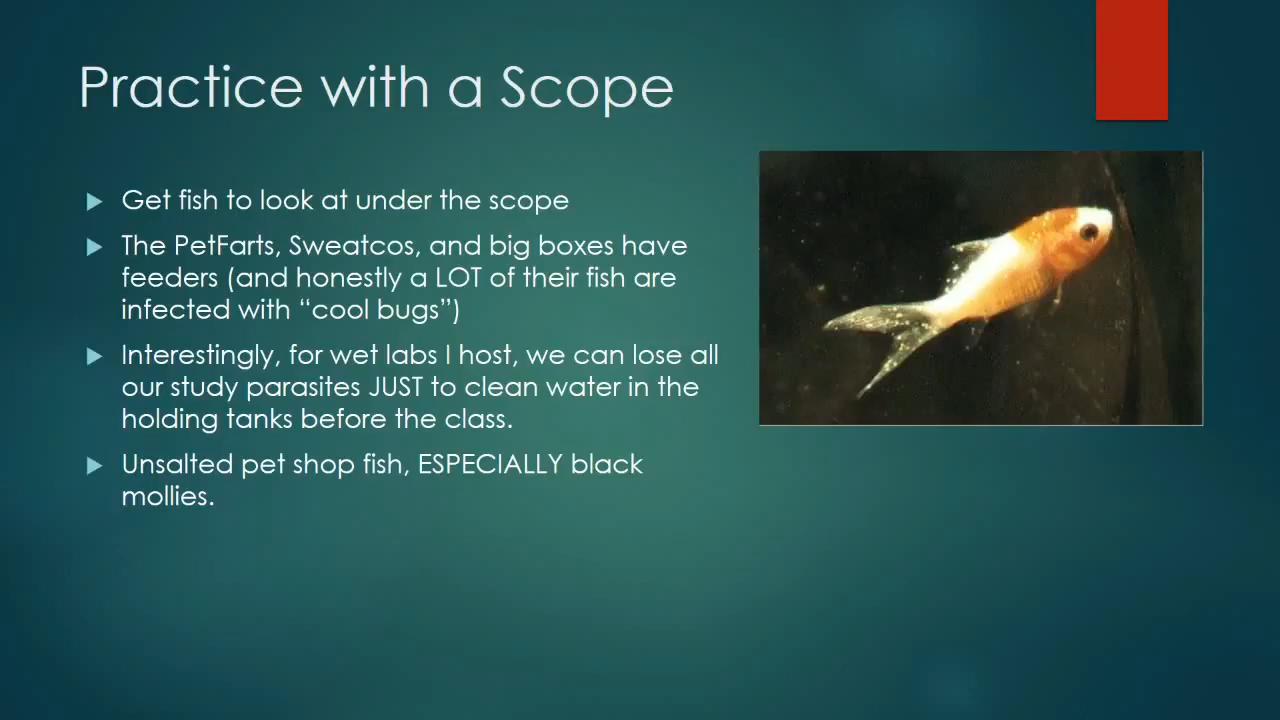 Practice with a Scope
Get fish to look at under the scope
The PetFarts, Sweatcos, and big boxes have
feeders (and honestly a LOT of their fish are
infected with “cool bugs”)
Interestingly, for wet labs I host, we can lose all
our study parasites JUST to clean water in the
holding tanks before the class.
Unsalted pet shop fish, ESPECIALLY black
mollies.